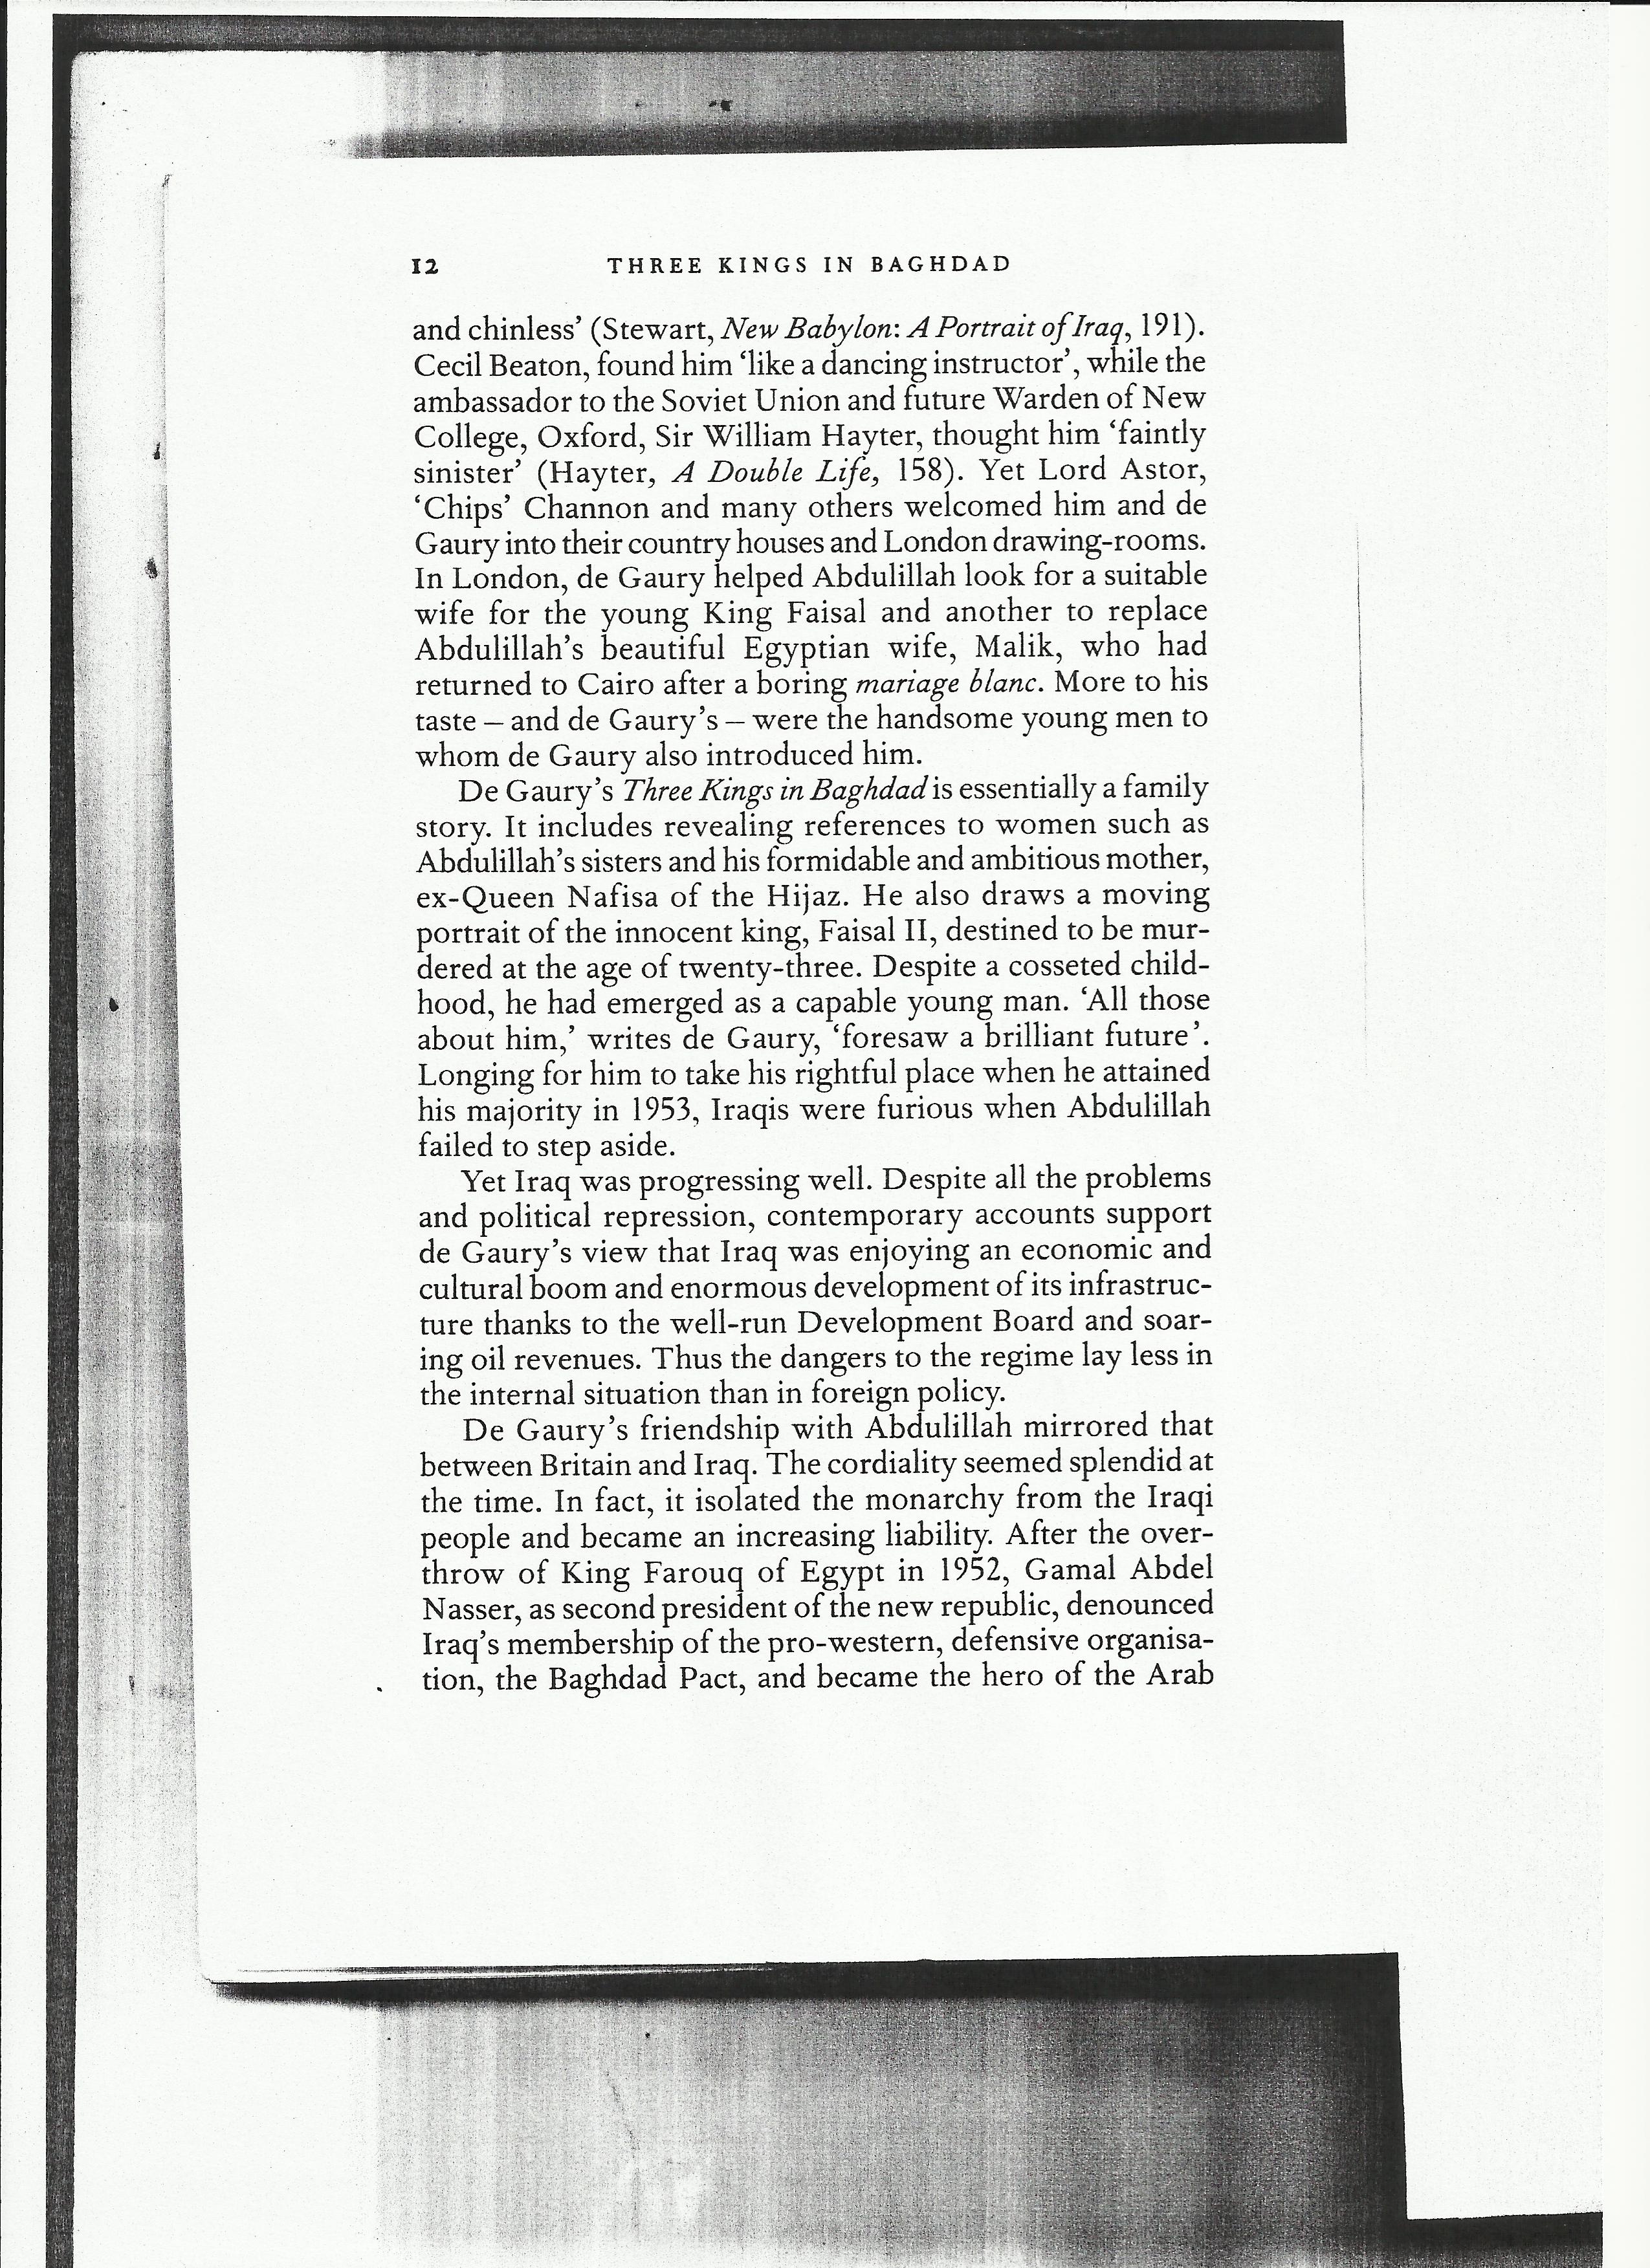 12 THREE KINGS IN BAGHDAD
and chinless’ (Stewart, New Babylon: A Portrait of Iraq, 191).
Cecil Beaton, found him ‘like a dancing instructor’, while the
ambassador to the Soviet Union and future Warden of New
College, Oxford, Sir William Hayter, thought him ‘faintly
sinister’ (Hayter, A Double Life, 158). Yet Lord Astor,
‘Chips’ Channon and many others welcomed him and de
Gaury into their country houses and London drawing-rooms.
In London, de Gaury helped Abdulillah look for a suitable
wife for the young King Faisal and another to replace
Abdulillah’s beautiful Egyptian wife, Malik, who had
returned to Cairo after a boring mariage blanc. More to his
taste – and de Gaury’s – were the handsome young men to
whom de Gaury also introduced him.
De Gaury’s Three Kings in Baghdad is essentially a family
story. It includes revealing references to women such as
Abdulillah’s sisters and his formidable and ambitious mother,
ex-Queen Nafisa of the Hijaz. He also draws a moving
portrait of the innocent king, Faisal II, destined to be mur-
dered at the age of twenty-three. Despite a cosseted child-
hood, he had emerged as a capable young man. ‘All those
about him,’ writes de Gaury, ‘foresaw a brilliant future’.
Longing for him to take his rightful place when he attained
his majority in 1953, Iraqis were furious when Abdulillah
failed to step aside.
Yet Iraq was progressing well. Despite all the problems
and political repression, contemporary accounts support
de Gaury’s view that Iraq was enjoying an economic and
cultural boom and enormous development of its infrastruc-
ture thanks to the well-run Development Board and soar-
ing oil revenues. Thus the dangers to the regime lay less in
the internal situation than in foreign policy.
De Gaury’s friendship with Abdulillah mirrored that
between Britain and Iraq. The cordiality seemed splendid at
the time. In fact, it isolated the monarchy from the Iraqi
people and became an increasing liability. After the over-
throw of King Farouq of Egypt in 1952, Gamal Abdel
Nasser, as second president of the new republic, denounced
Iraq’s membership of the pro-western, defensive organisa-
tion, the Baghdad Pact, and became the hero of the Arab